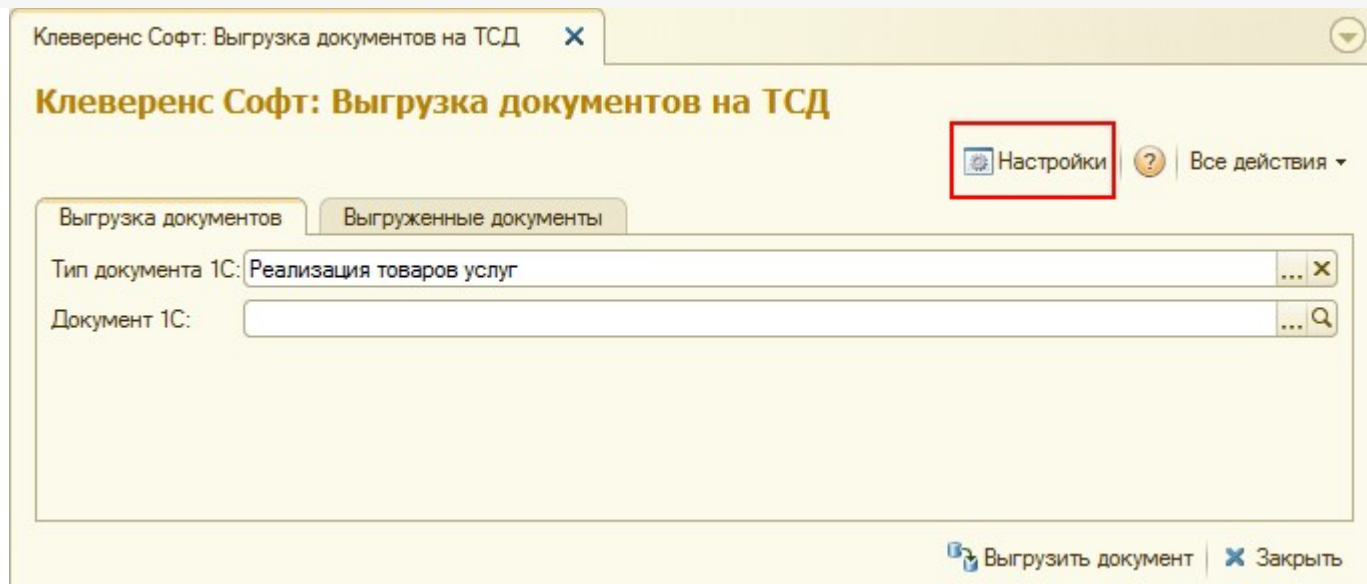 Клеверенс Софт: Выгрузка документов на ТСД
Клеверенс Софт: Выгрузка документов на ТСД
Настройки ? Все действия
Выгрузка документов Выгруженные документы
Тип документа 1С: Реализация товаров услуг ...
Документ 1С: ...
Выгрузить документ Закрыть